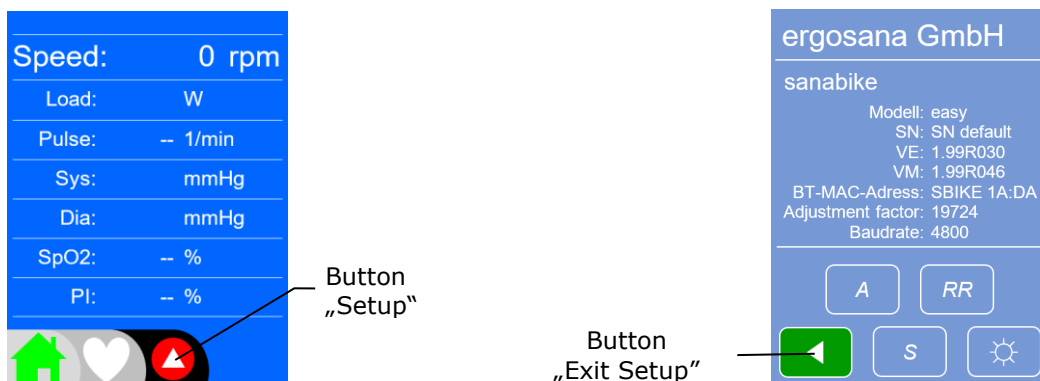 Speed: 0 rpm
Load: W
Pulse: -- 1/min
Sys: mmHg
Dia: mmHg
SpO2: -- %
PI: -- %
Button
„Setup“
ergosana GmbH
sanabike
Modell: easy
SN: SN default
VE: 1.99R030
VM: 1.99R046
BT-MAC-Adress: SBIKE 1A:DA
Adjustment factor: 19724
Baudrate: 4800
A RR
S
Button
„Exit Setup”